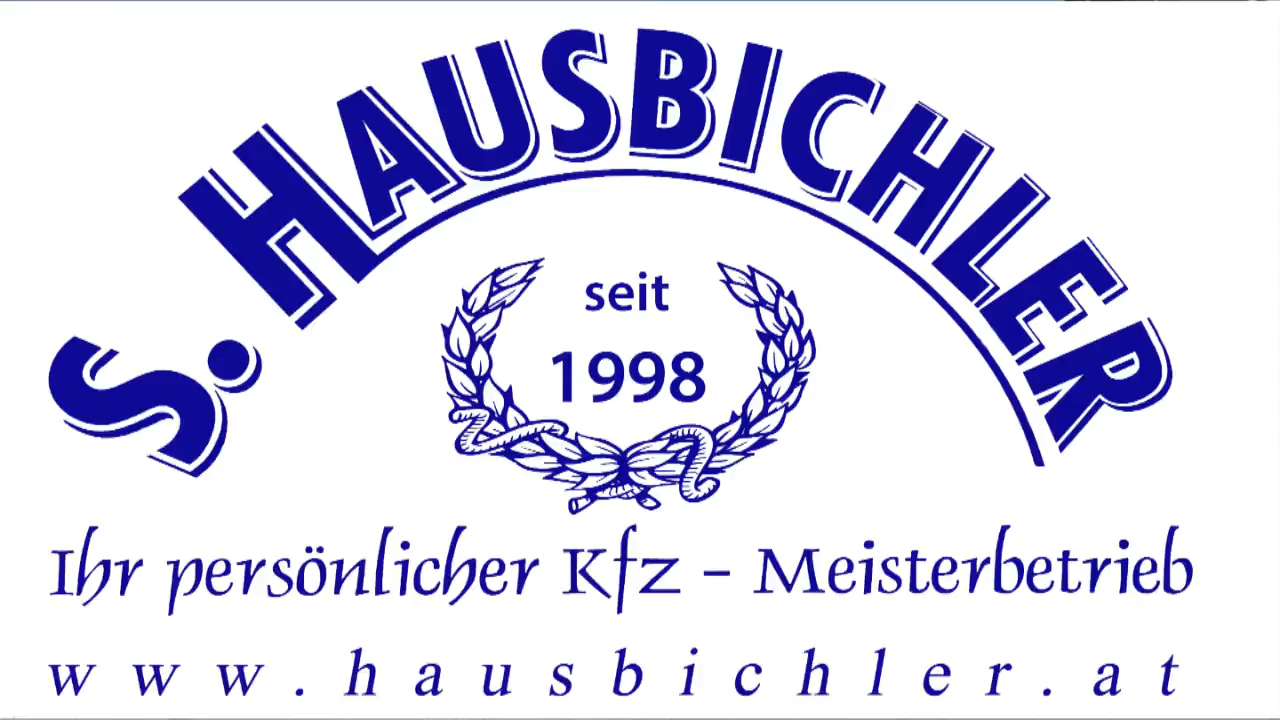 S. HAUSBICHLER
seit
1998
Ihr persönlicher Kfz - Meisterbetrieb
www.hausbichler.at